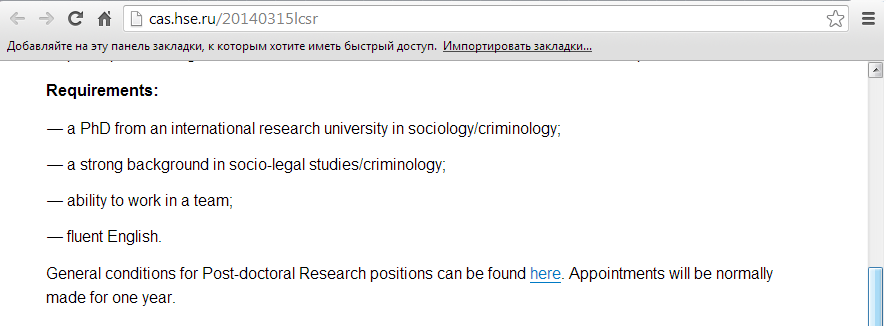 cas.hse.ru/20140315lcsr
Добавляйте на эту панель закладки, к которым хотите иметь быстрый доступ. Импортировать закладки...
Requirements:
— a PhD from an international research university in sociology/criminology;
— a strong background in socio-legal studies/criminology;
— ability to work in a team;
— fluent English.
General conditions for Post-doctoral Research positions can be found here. Appointments will be normally
made for one year.